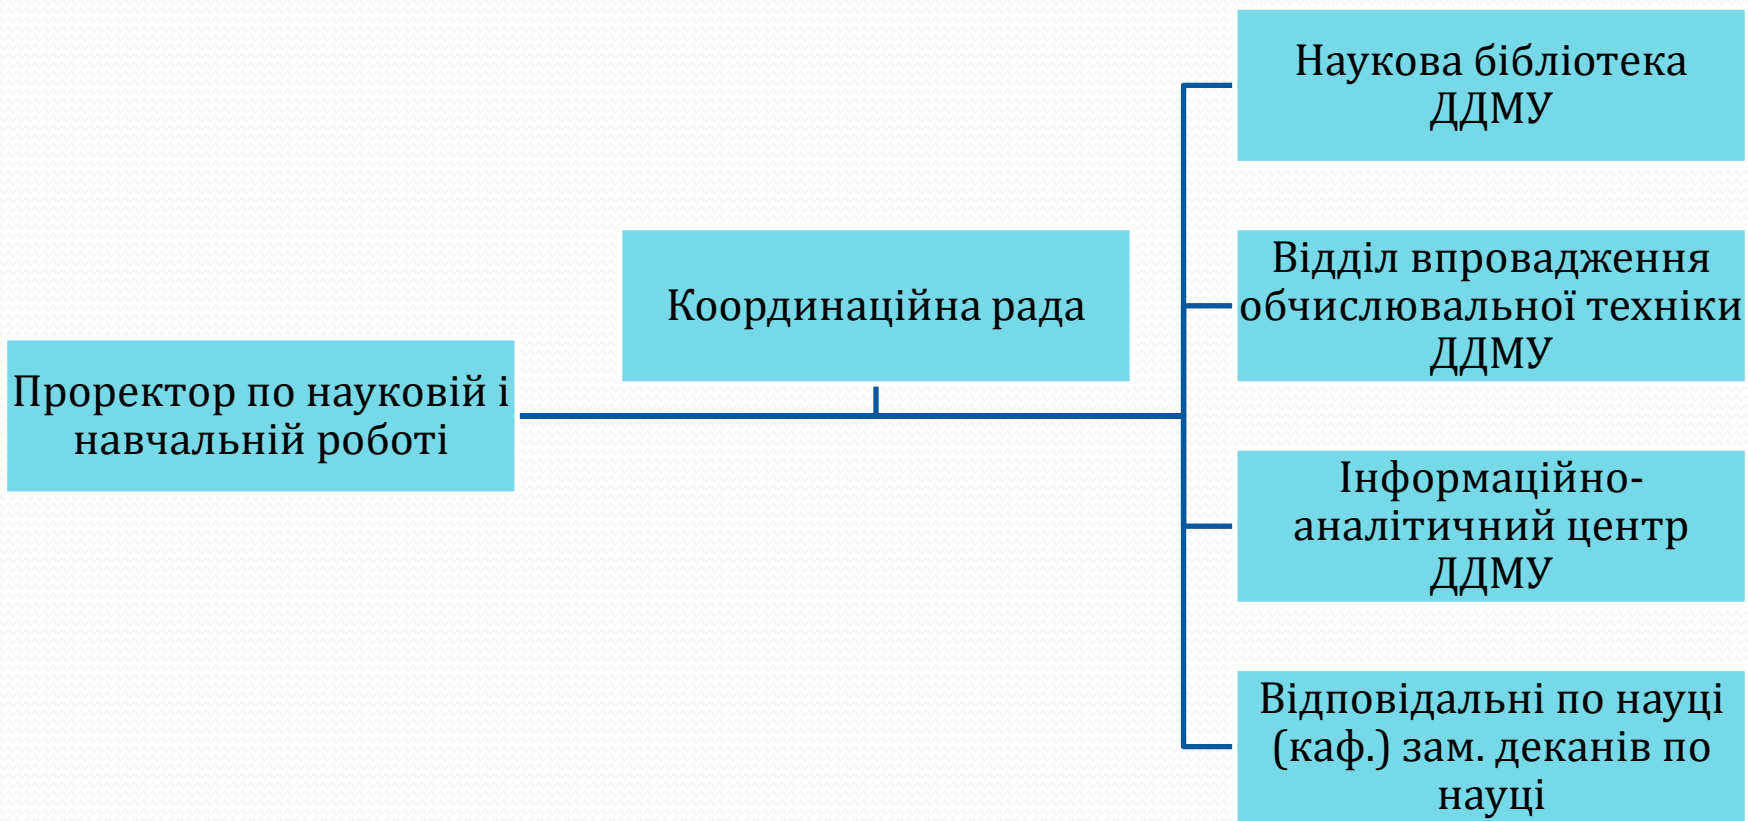 Проректор по науковій і
навчальній роботі
Координаційна рада
Наукова бібліотека
ДДМУ
Відділ впровадження
обчислювальної техніки
ДДМУ
Інформаційно-
аналітичний центр
ДДМУ
Відповідальні по науці
(каф.) зам. деканів по
науці